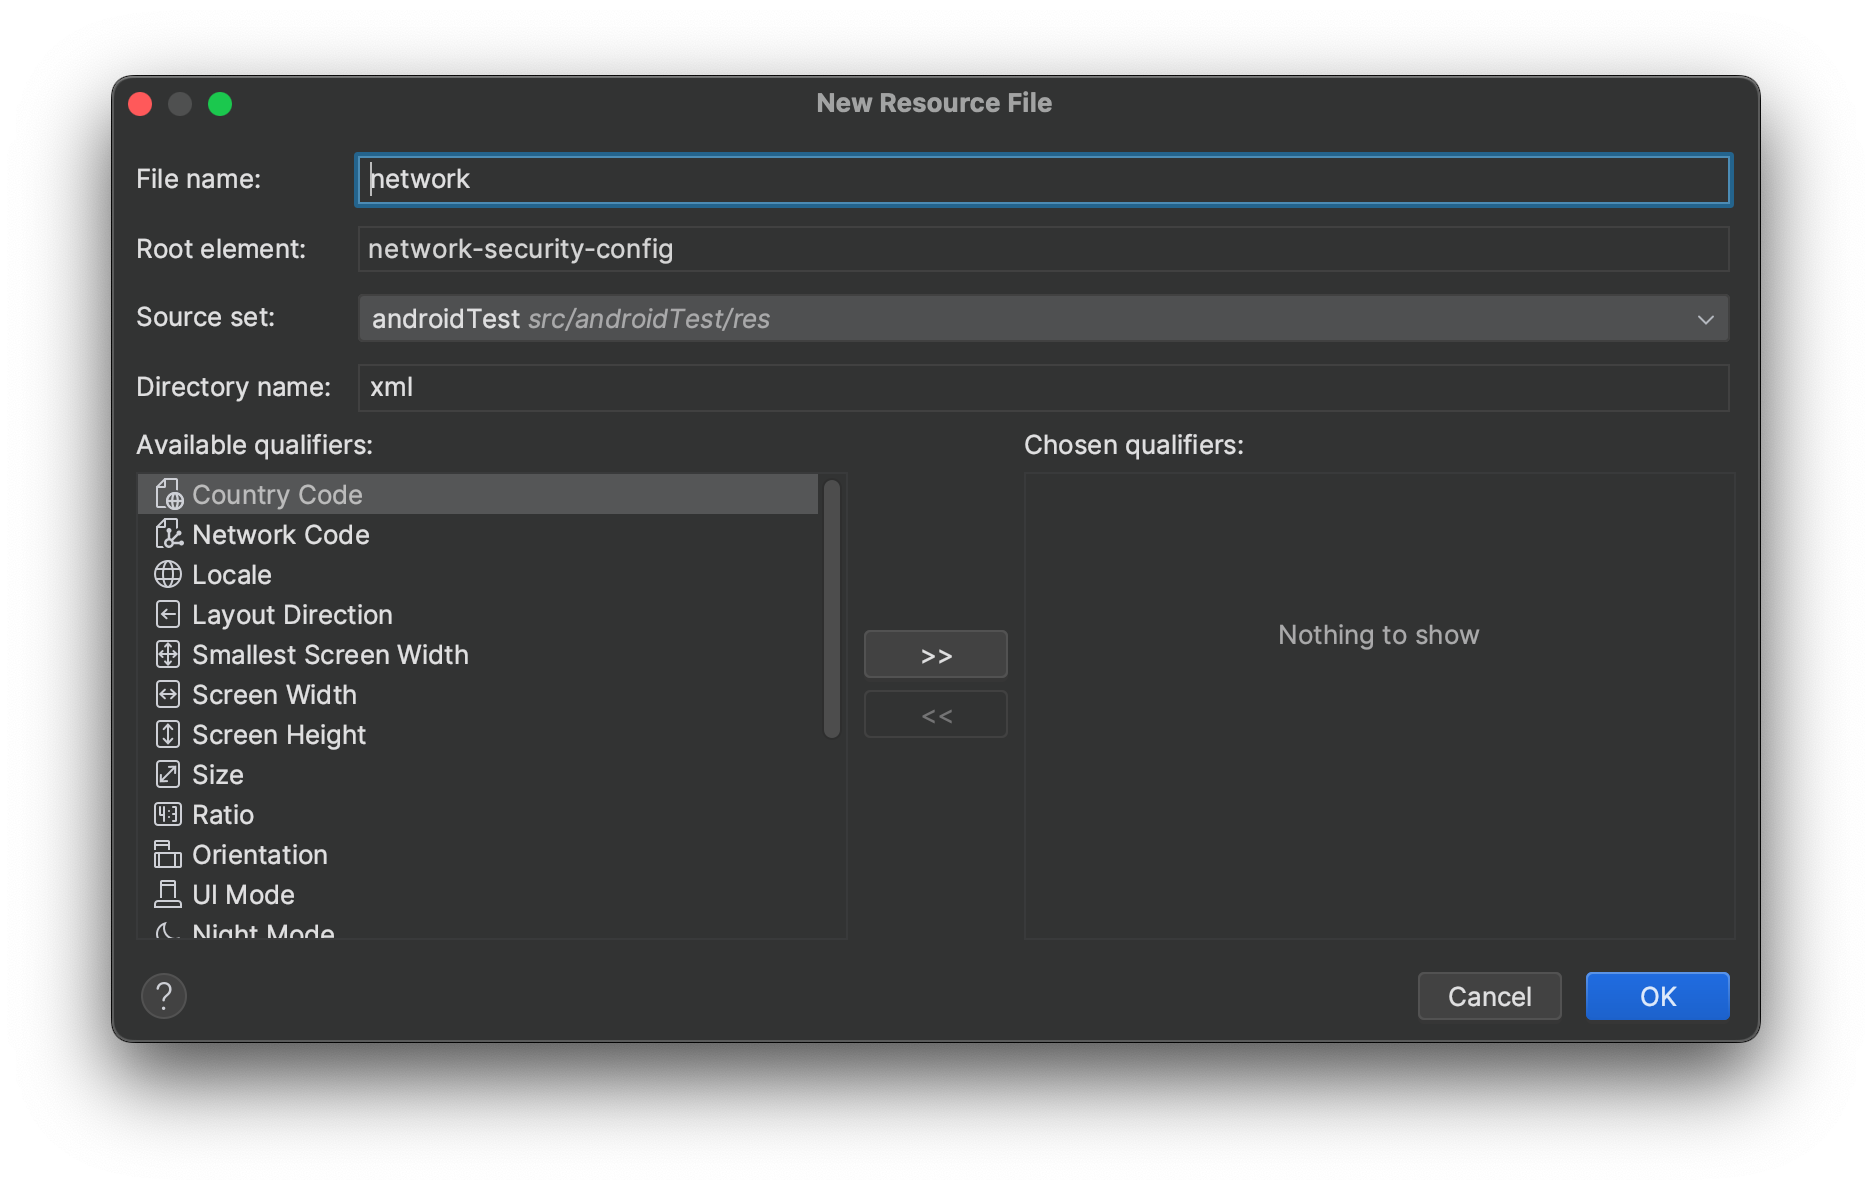 New Resource File
File name:
network
Root element:
network-security-config
Source set:
androidTest src/androidTest/res
Directory name:
xml
Available qualifiers:
Country Code
Network Code
Locale
Layout Direction
Smallest Screen Width
Screen Width
Screen Height
Size
4:3
Ratio
Orientation
UI Mode
Night Mode
>>
<<
Chosen qualifiers:
Nothing to show
?
Cancel
OK